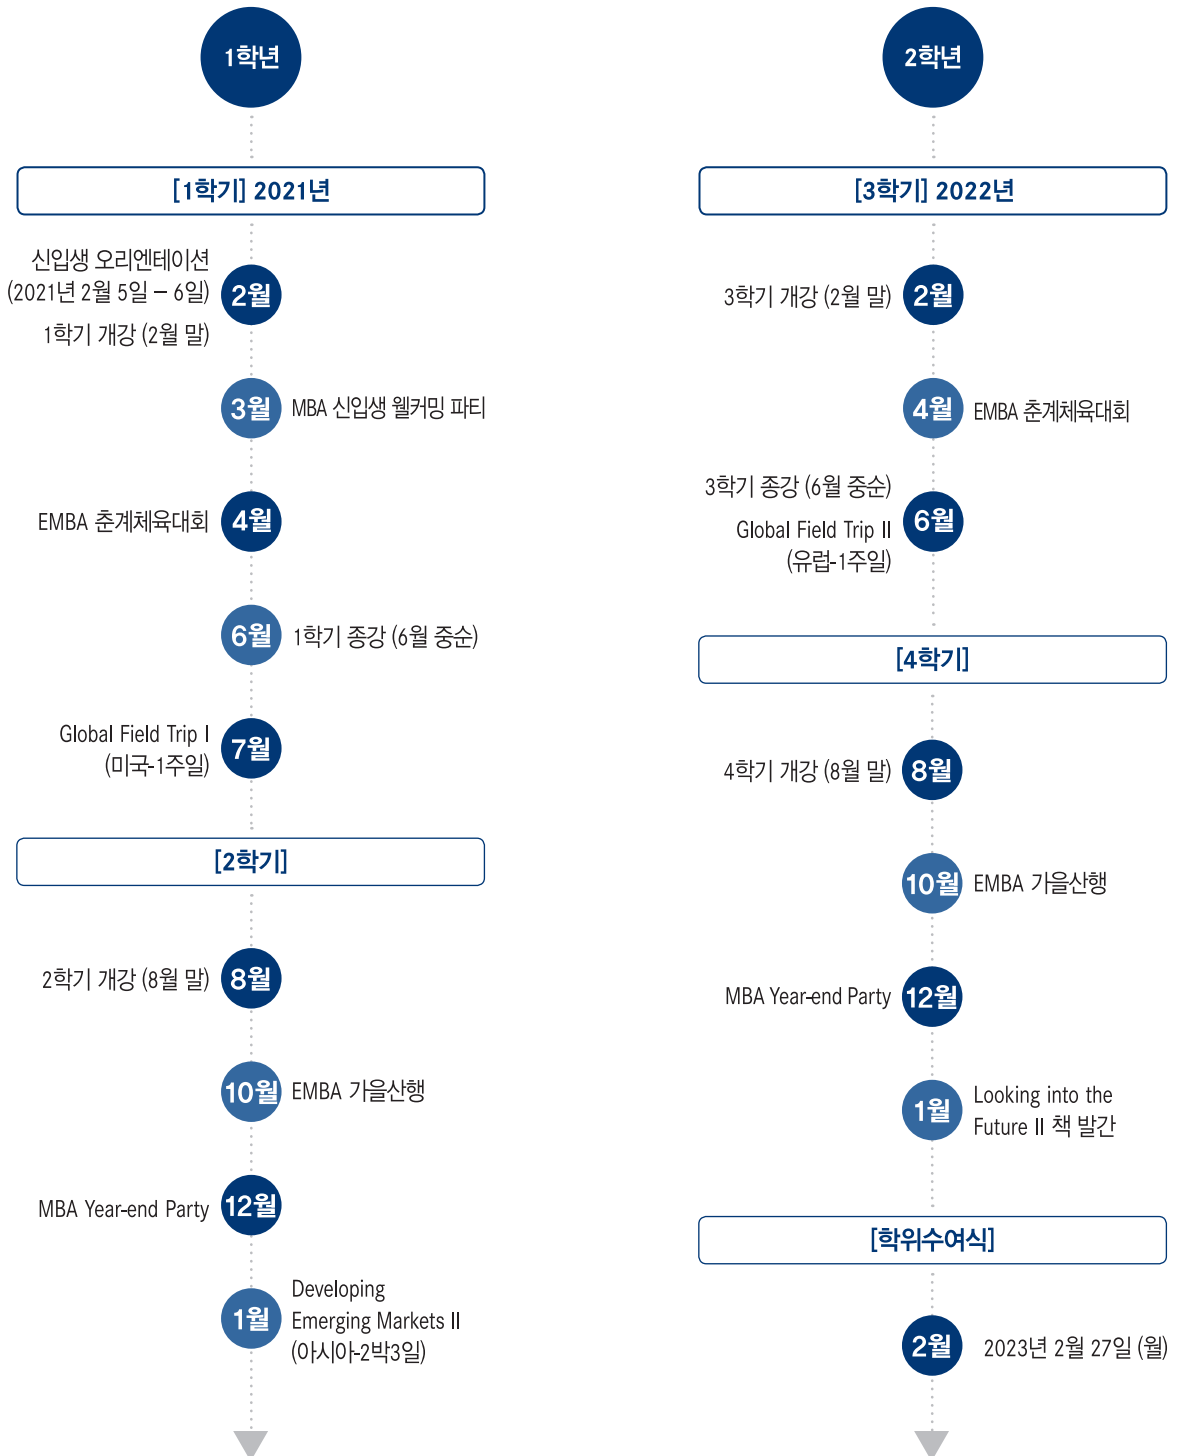 1학년
[1학기] 2021년
신입생 오리엔테이션
(2021년 2월 5일 – 6일)
1학기 개강 (2월 말)
2월
3월
MBA 신입생 웰커밍 파티
EMBA 춘계체육대회
4월
6월
1학기 종강 (6월 중순)
Global Field Trip I
(미국-1주일)
7월
[2학기]
2학기 개강 (8월 말)
8월
10월
EMBA 가을산행
MBA Year-end Party
12월
1월
Developing
Emerging Markets II
(아시아-2박3일)
2학년
[3학기] 2022년
3학기 개강 (2월 말)
2월
4월
EMBA 춘계체육대회
3학기 종강 (6월 중순)
Global Field Trip II
(유럽-1주일)
6월
[4학기]
4학기 개강 (8월 말)
8월
10월
EMBA 가을산행
MBA Year-end Party
12월
1월
Looking into the
Future II 책 발간
[학위수여식]
2월
2023년 2월 27일 (월)